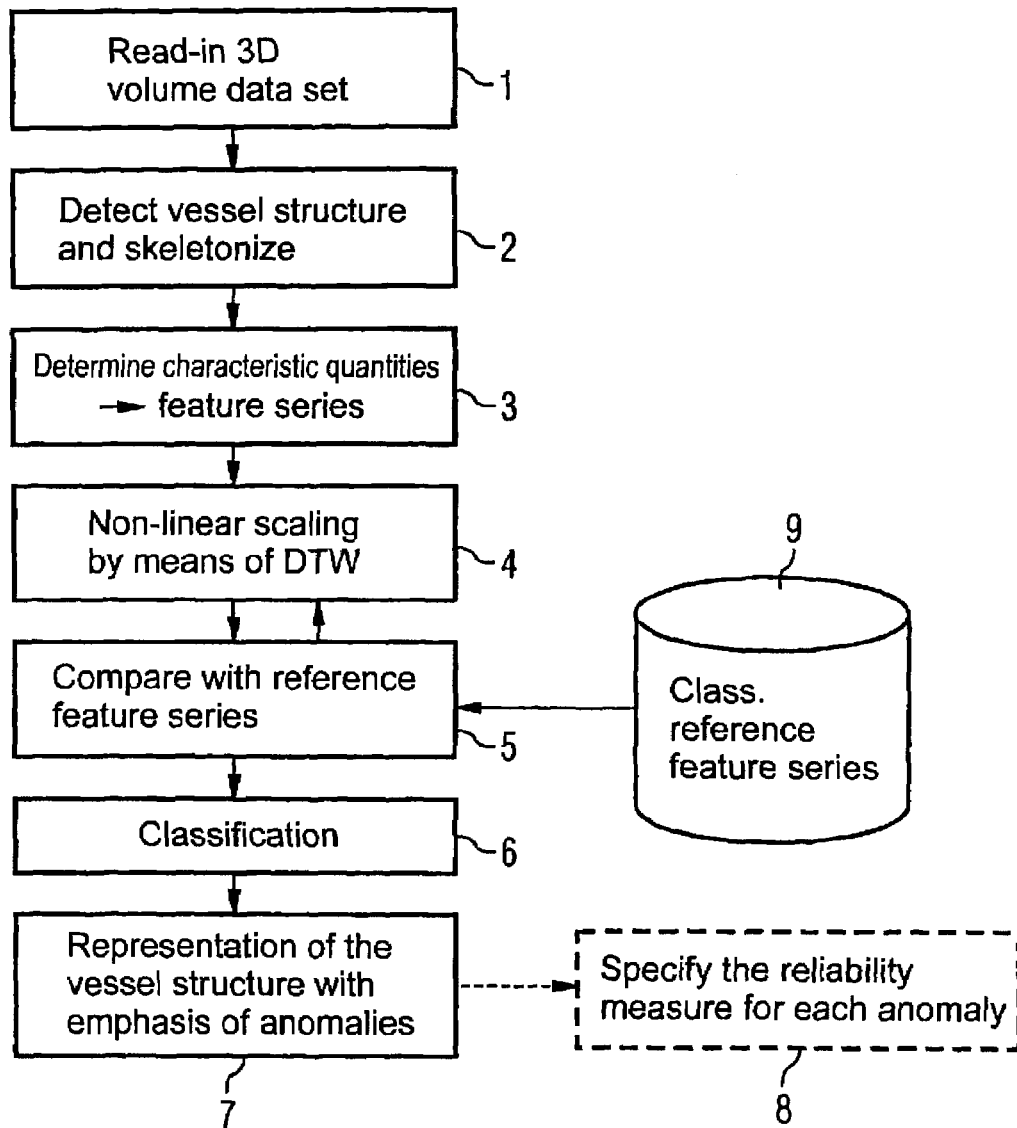 Read-in 3D
volume data set
1
Detect vessel structure
and skeletonize
2
Determine characteristic quantities
→ feature series
3
Non-linear scaling
by means of DTW
4
Compare with reference
feature series
5
9
Class.
reference
feature series
Classification
6
Representation of the
vessel structure with
emphasis of anomalies
7
Specify the reliability
measure for each anomaly
8